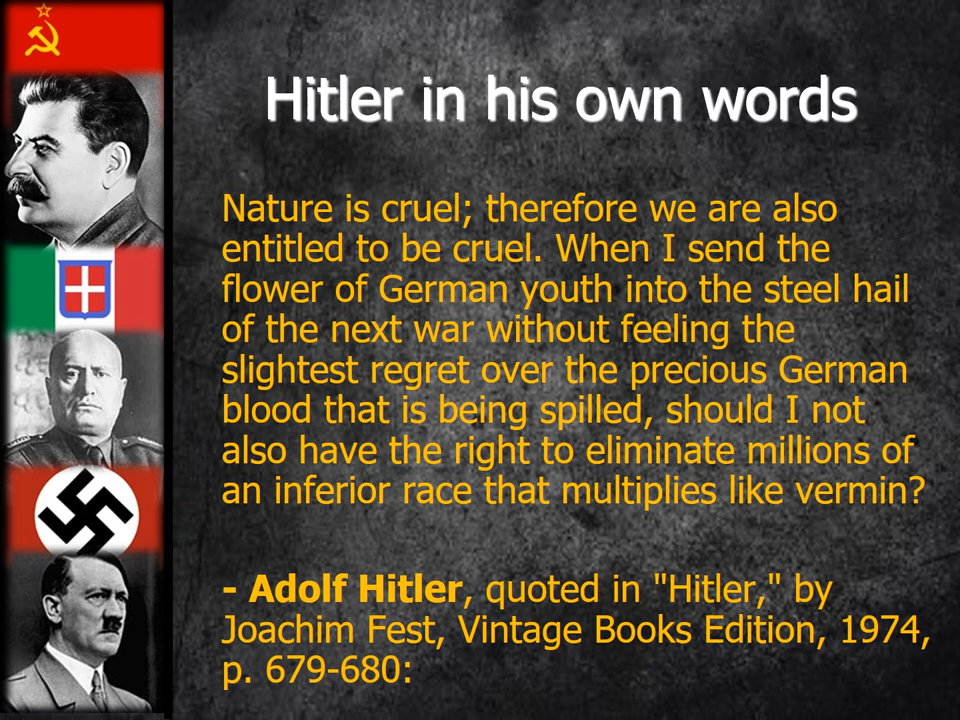 Hitler in his own words
Nature is cruel; therefore we are also
entitled to be cruel. When I send the
flower of German youth into the steel hail
of the next war without feeling the
slightest regret over the precious German
blood that is being spilled, should I not
also have the right to eliminate millions of
an inferior race that multiplies like vermin?
- Adolf Hitler, quoted in "Hitler," by
Joachim Fest, Vintage Books Edition, 1974,
p. 679-680: